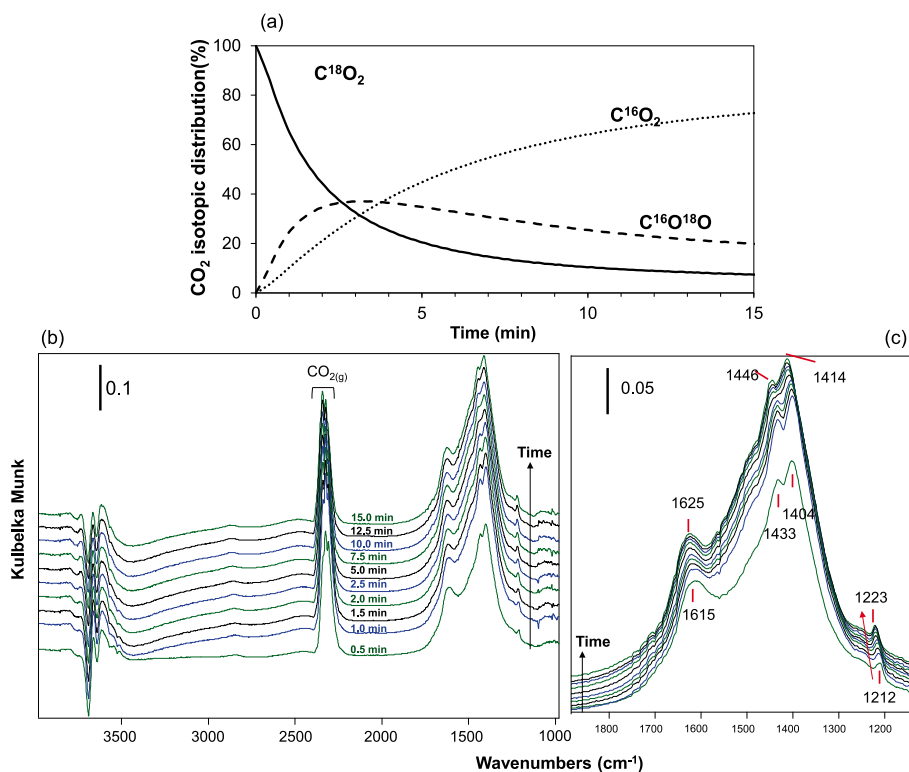 (a)
CO₂ isotopic distribution(%)
100
80
60
40
20
0
C¹⁸O₂
C¹⁶O₂
C¹⁶O¹⁸O
0
5
10
15
Time (min)
(b)
0.1
CO₂₍g₎
Time
15.0 min
12.5 min
10.0 min
7.5 min
5.0 min
2.5 min
2.0 min
1.5 min
1.0 min
0.5 min
Kulbelka Munk
3500
3000
2500
2000
1500
1000
(c)
0.05
1446
1414
1625
1404
1433
1615
1223
1212
Time
1800
1700
1600
1500
1400
1300
1200
Wavenumbers (cm⁻¹)